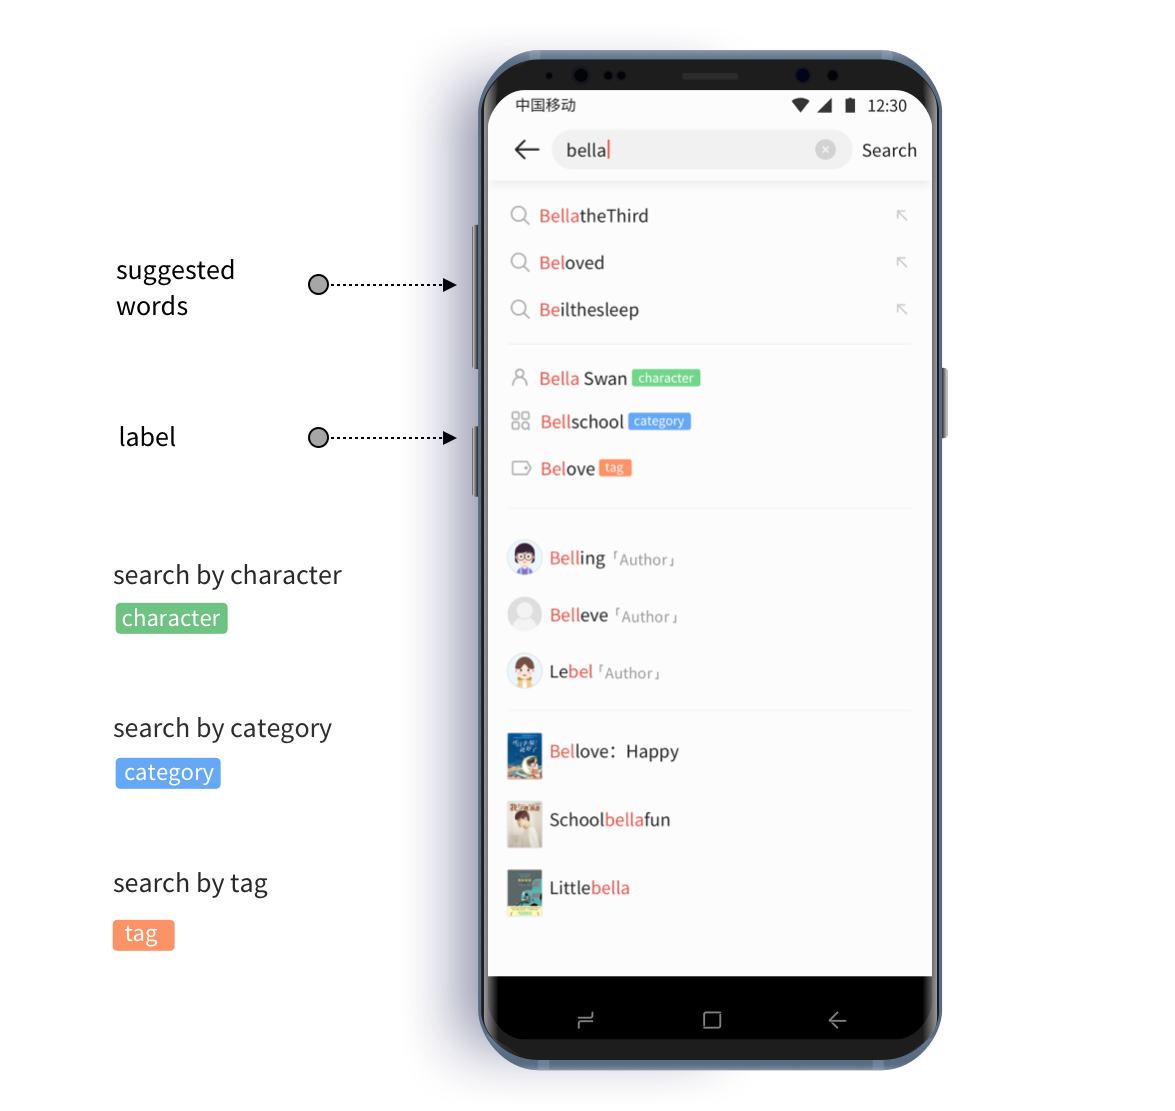 中国移动
12:30
bella
Search
BellatheThird
Beloved
Beilthesleep
suggested
words
Bella Swan character
Bellschool category
Belove tag
label
Belling「Author」
Belleve「Author」
Lebel「Author」
search by character
character
search by category
category
search by tag
tag
Bellove：Happy
Schoolbellafun
Littlebella